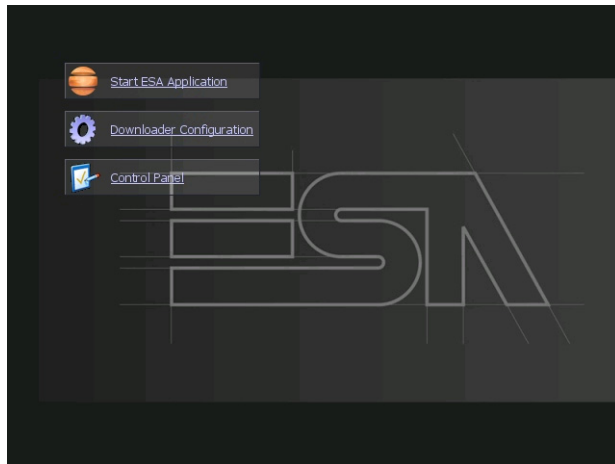 Start ESA Application
Downloader Configuration
Control Panel
ESA